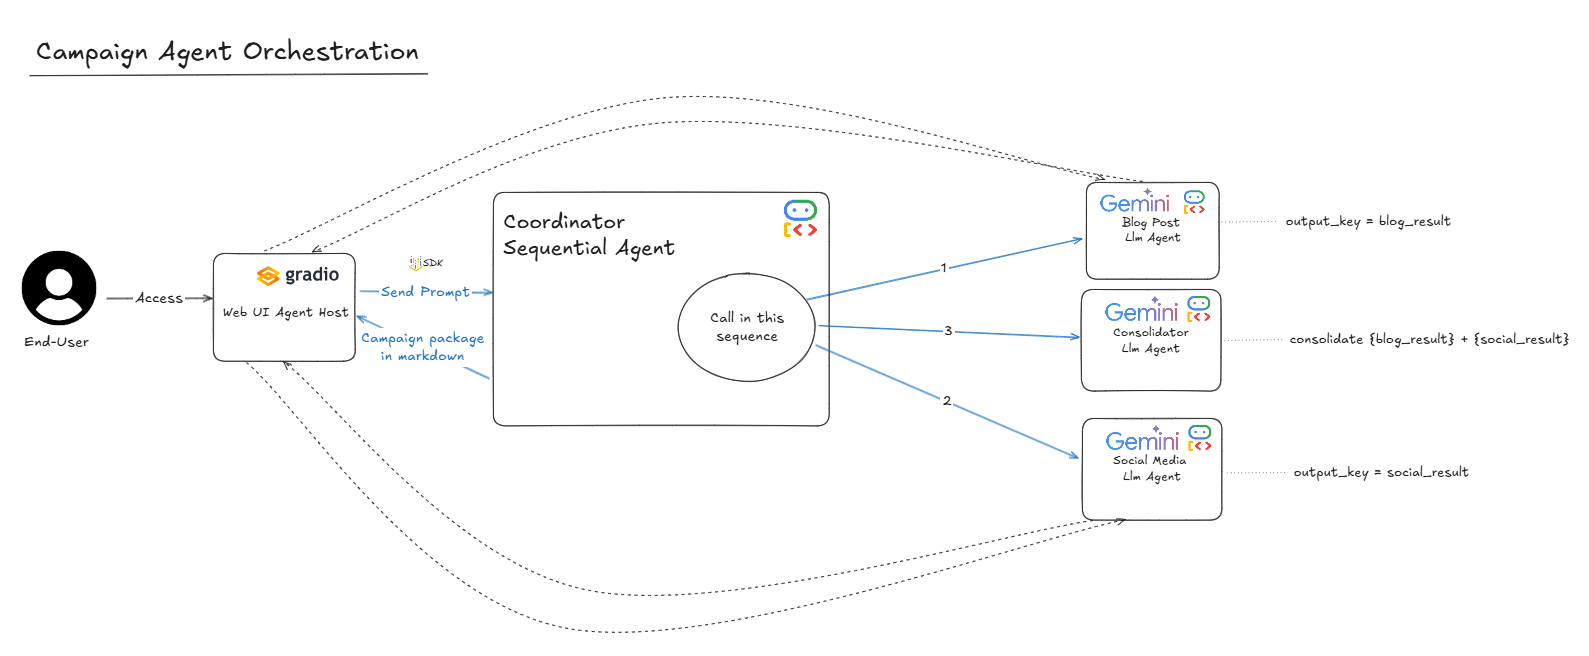 Campaign Agent Orchestration
End-User
Access
gradio
Web UI Agent Host
SDK
Send Prompt
Campaign package
in markdown
Coordinator
Sequential Agent
Call in this
sequence
1
3
2
Gemini
Blog Post
Llm Agent
output_key = blog_result
Gemini
Consolidator
Llm Agent
consolidate {blog_result} + {social_result}
Gemini
Social Media
Llm Agent
output_key = social_result